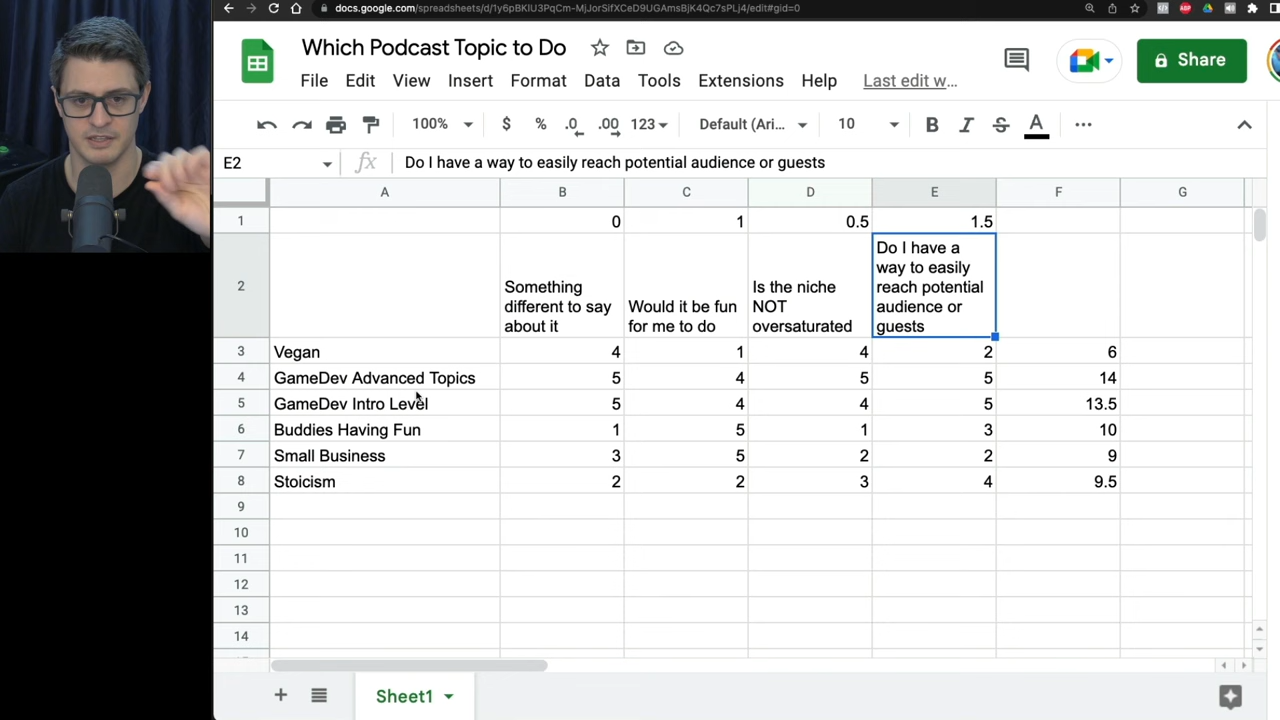 docs.google.com/spreadsheets/d/1y6pBKIU3PqCm-MjJorSifXCeD9UGAmsBjK4Qc7sPLj4/edit#gid=0
Which Podcast Topic to Do
File Edit View Insert Format Data Tools Extensions Help Last edit w...
Share
100% $ % .0 .00 123 Default (Ari... 10 B I S A
E2 fx Do I have a way to easily reach potential audience or guests
A B C D E F G
1 0 1 0.5 1.5
2
Something
different to say
about it
Would it be fun
for me to do
Is the niche
NOT
oversaturated
Do I have a
way to easily
reach potential
audience or
guests
3 Vegan 4 1 4 2 6
4 GameDev Advanced Topics 5 4 5 5 14
5 GameDev Intro Level 5 4 4 5 13.5
6 Buddies Having Fun 1 5 1 3 10
7 Small Business 3 5 2 2 9
8 Stoicism 2 2 3 4 9.5
9
10
11
12
13
14
Sheet1